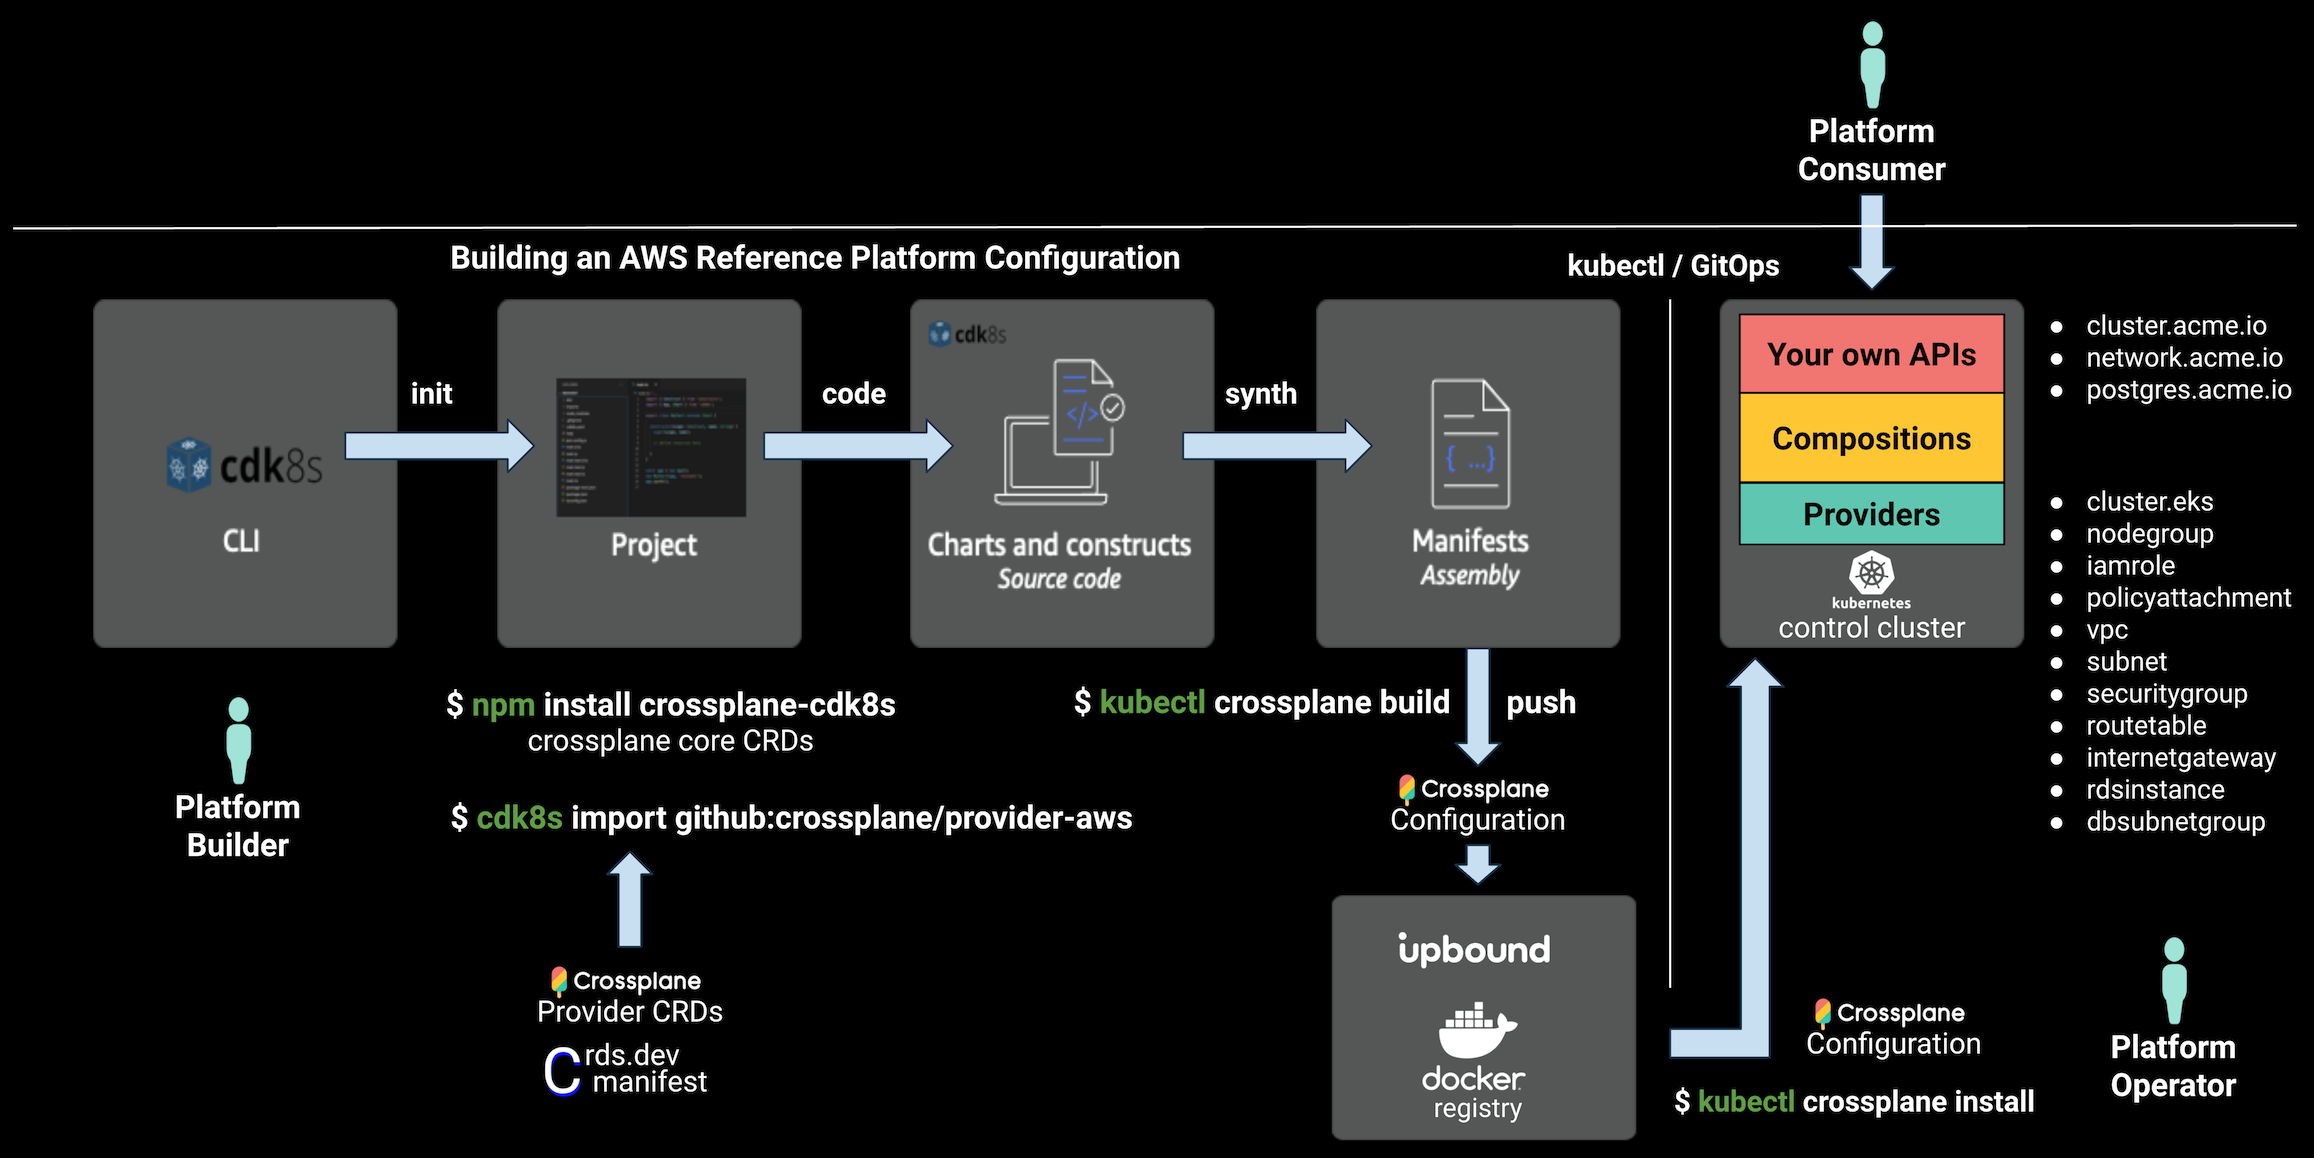 Platform
Consumer
Building an AWS Reference Platform Configuration
kubectl / GitOps
cdk8s
CLI
init
Project
code
cdk8s
</>
Charts and constructs
Source code
synth
{ ...}
Manifests
Assembly
Your own APIs
Compositions
Providers
kubernetes
control cluster
cluster.acme.io
network.acme.io
postgres.acme.io
cluster.eks
nodegroup
iamrole
policyattachment
vpc
subnet
securitygroup
routetable
internetgateway
rdsinstance
dbsubnetgroup
Platform
Builder
$ npm install crossplane-cdk8s
crossplane core CRDs
$ cdk8s import github:crossplane/provider-aws
Crossplane
Provider CRDs
Crds.dev
manifest
$ kubectl crossplane build
push
Crossplane
Configuration
upbound
docker
registry
Crossplane
Configuration
$ kubectl crossplane install
Platform
Operator